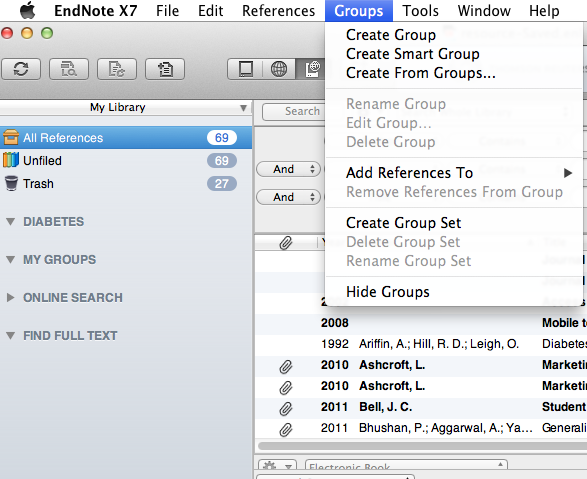 EndNote X7 File Edit References Groups Tools Window Help
Create Group
Create Smart Group
Create From Groups...
Rename Group
Edit Group...
Delete Group
Add References To
Remove References From Group
Create Group Set
Delete Group Set
Rename Group Set
Hide Groups
My Library
All References 69
Unfiled 69
Trash 27
DIABETES
MY GROUPS
ONLINE SEARCH
FIND FULL TEXT
Search
And
And
2008 Mobile to
1992 Ariffin, A.; Hill, R. D.; Leigh, O. Diabetes
2010 Ashcroft, L. Marketin
2010 Ashcroft, L. Marketin
2011 Bell, J. C. Student
2011 Bhushan, P.; Aggarwal, A.; Ya... Generali
Electronic Book